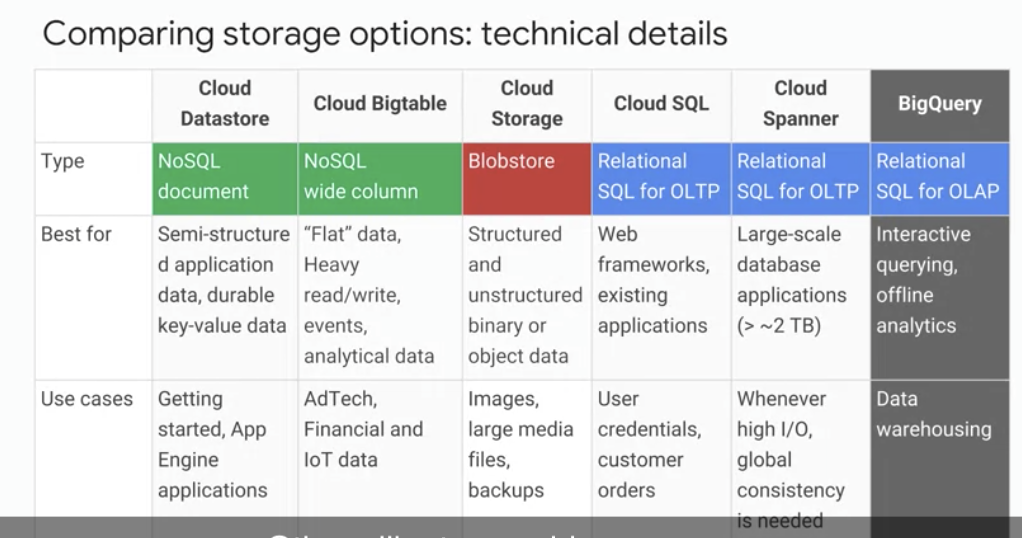 Comparing storage options: technical details
Cloud
Datastore
Cloud Bigtable
Cloud
Storage
Cloud SQL
Cloud
Spanner
BigQuery
Type
NoSQL
document
NoSQL
wide column
Blobstore
Relational
SQL for OLTP
Relational
SQL for OLTP
Relational
SQL for OLAP
Best for
Semi-structure
d application
data, durable
key-value data
“Flat” data,
Heavy
read/write,
events,
analytical data
Structured
and
unstructured
binary or
object data
Web
frameworks,
existing
applications
Large-scale
database
applications
(> ~2 TB)
Interactive
querying,
offline
analytics
Use cases
Getting
started, App
Engine
applications
AdTech,
Financial and
IoT data
Images,
large media
files,
backups
User
credentials,
customer
orders
Whenever
high I/O,
global
consistency
is needed
Data
warehousing